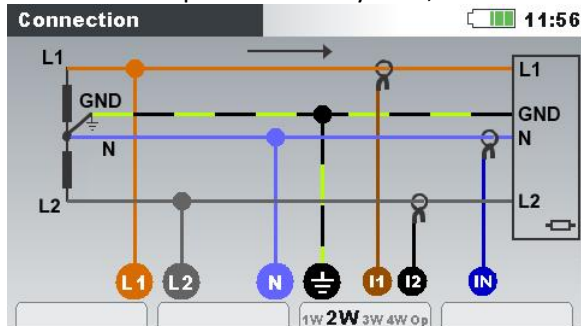 Connection 11:56
L1 L1
GND GND
N N
L2 L2
L1 L2 N I1 I2 IN
1W 2W 3W 4W Op